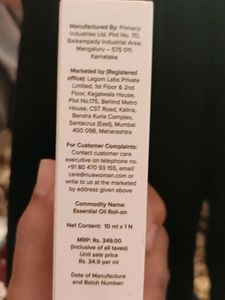 Manufactured By: Primacy
Industries Ltd. Plot No. 7D,
Baikampady Industrial Area,
Mangaluru – 575 011,
Karnataka
Marketed by (Registered
office): Legom Labs Private
Limited, 1st Floor & 2nd
Floor, Kagalwala House,
Plot No.175, Behind Metro
House, CST Road, Kalina,
Bandra Kurla Complex,
Santacruz (East), Mumbai
400 098, Maharashtra
For Customer Complaints:
Contact customer care
executive on telephone no.
+91 80 470 93 155, email:
care@nuawoman.com or
write to us at the marketed
by address given above
Commodity Name:
Essential Oil Roll-on
Net Content: 10 ml x 1 N
MRP: Rs. 349.00
(inclusive of all taxes)
Unit sale price
Rs. 34.9 per ml
Date of Manufacture
and Batch Number: